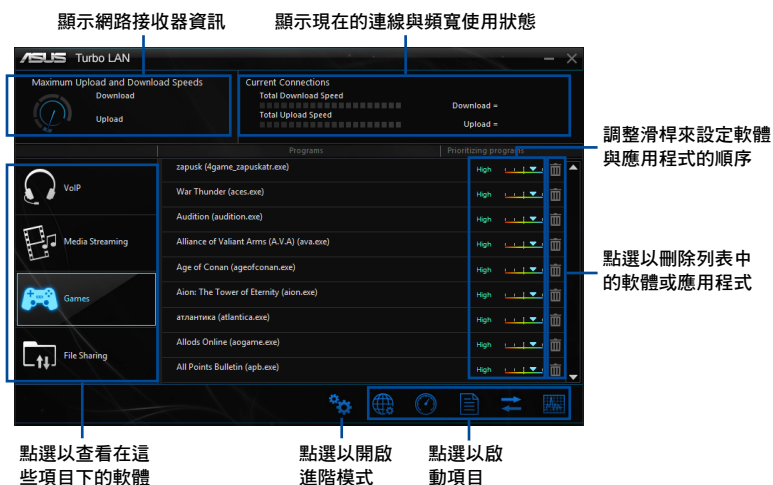 顯示網路接收器資訊
顯示現在的連線與頻寬使用狀態
ASUS Turbo LAN
Maximum Upload and Download Speeds
Download
Upload
Current Connections
Total Download Speed
Download =
Total Upload Speed
Upload =
Programs
Prioritizing programs
調整滑桿來設定軟體
與應用程式的順序
VoIP
Media Streaming
Games
File Sharing
zapusk (4game_zapuskatr.exe)
High
War Thunder (aces.exe)
High
Audition (audition.exe)
High
Alliance of Valiant Arms (A.V.A) (ava.exe)
High
Age of Conan (ageofconan.exe)
High
Aion: The Tower of Eternity (aion.exe)
High
атлантика (atlantica.exe)
High
Allods Online (aogame.exe)
High
All Points Bulletin (apb.exe)
High
點選以刪除列表中
的軟體或應用程式
點選以查看在這
些項目下的軟體
點選以開啟
進階模式
點選以啟
動項目